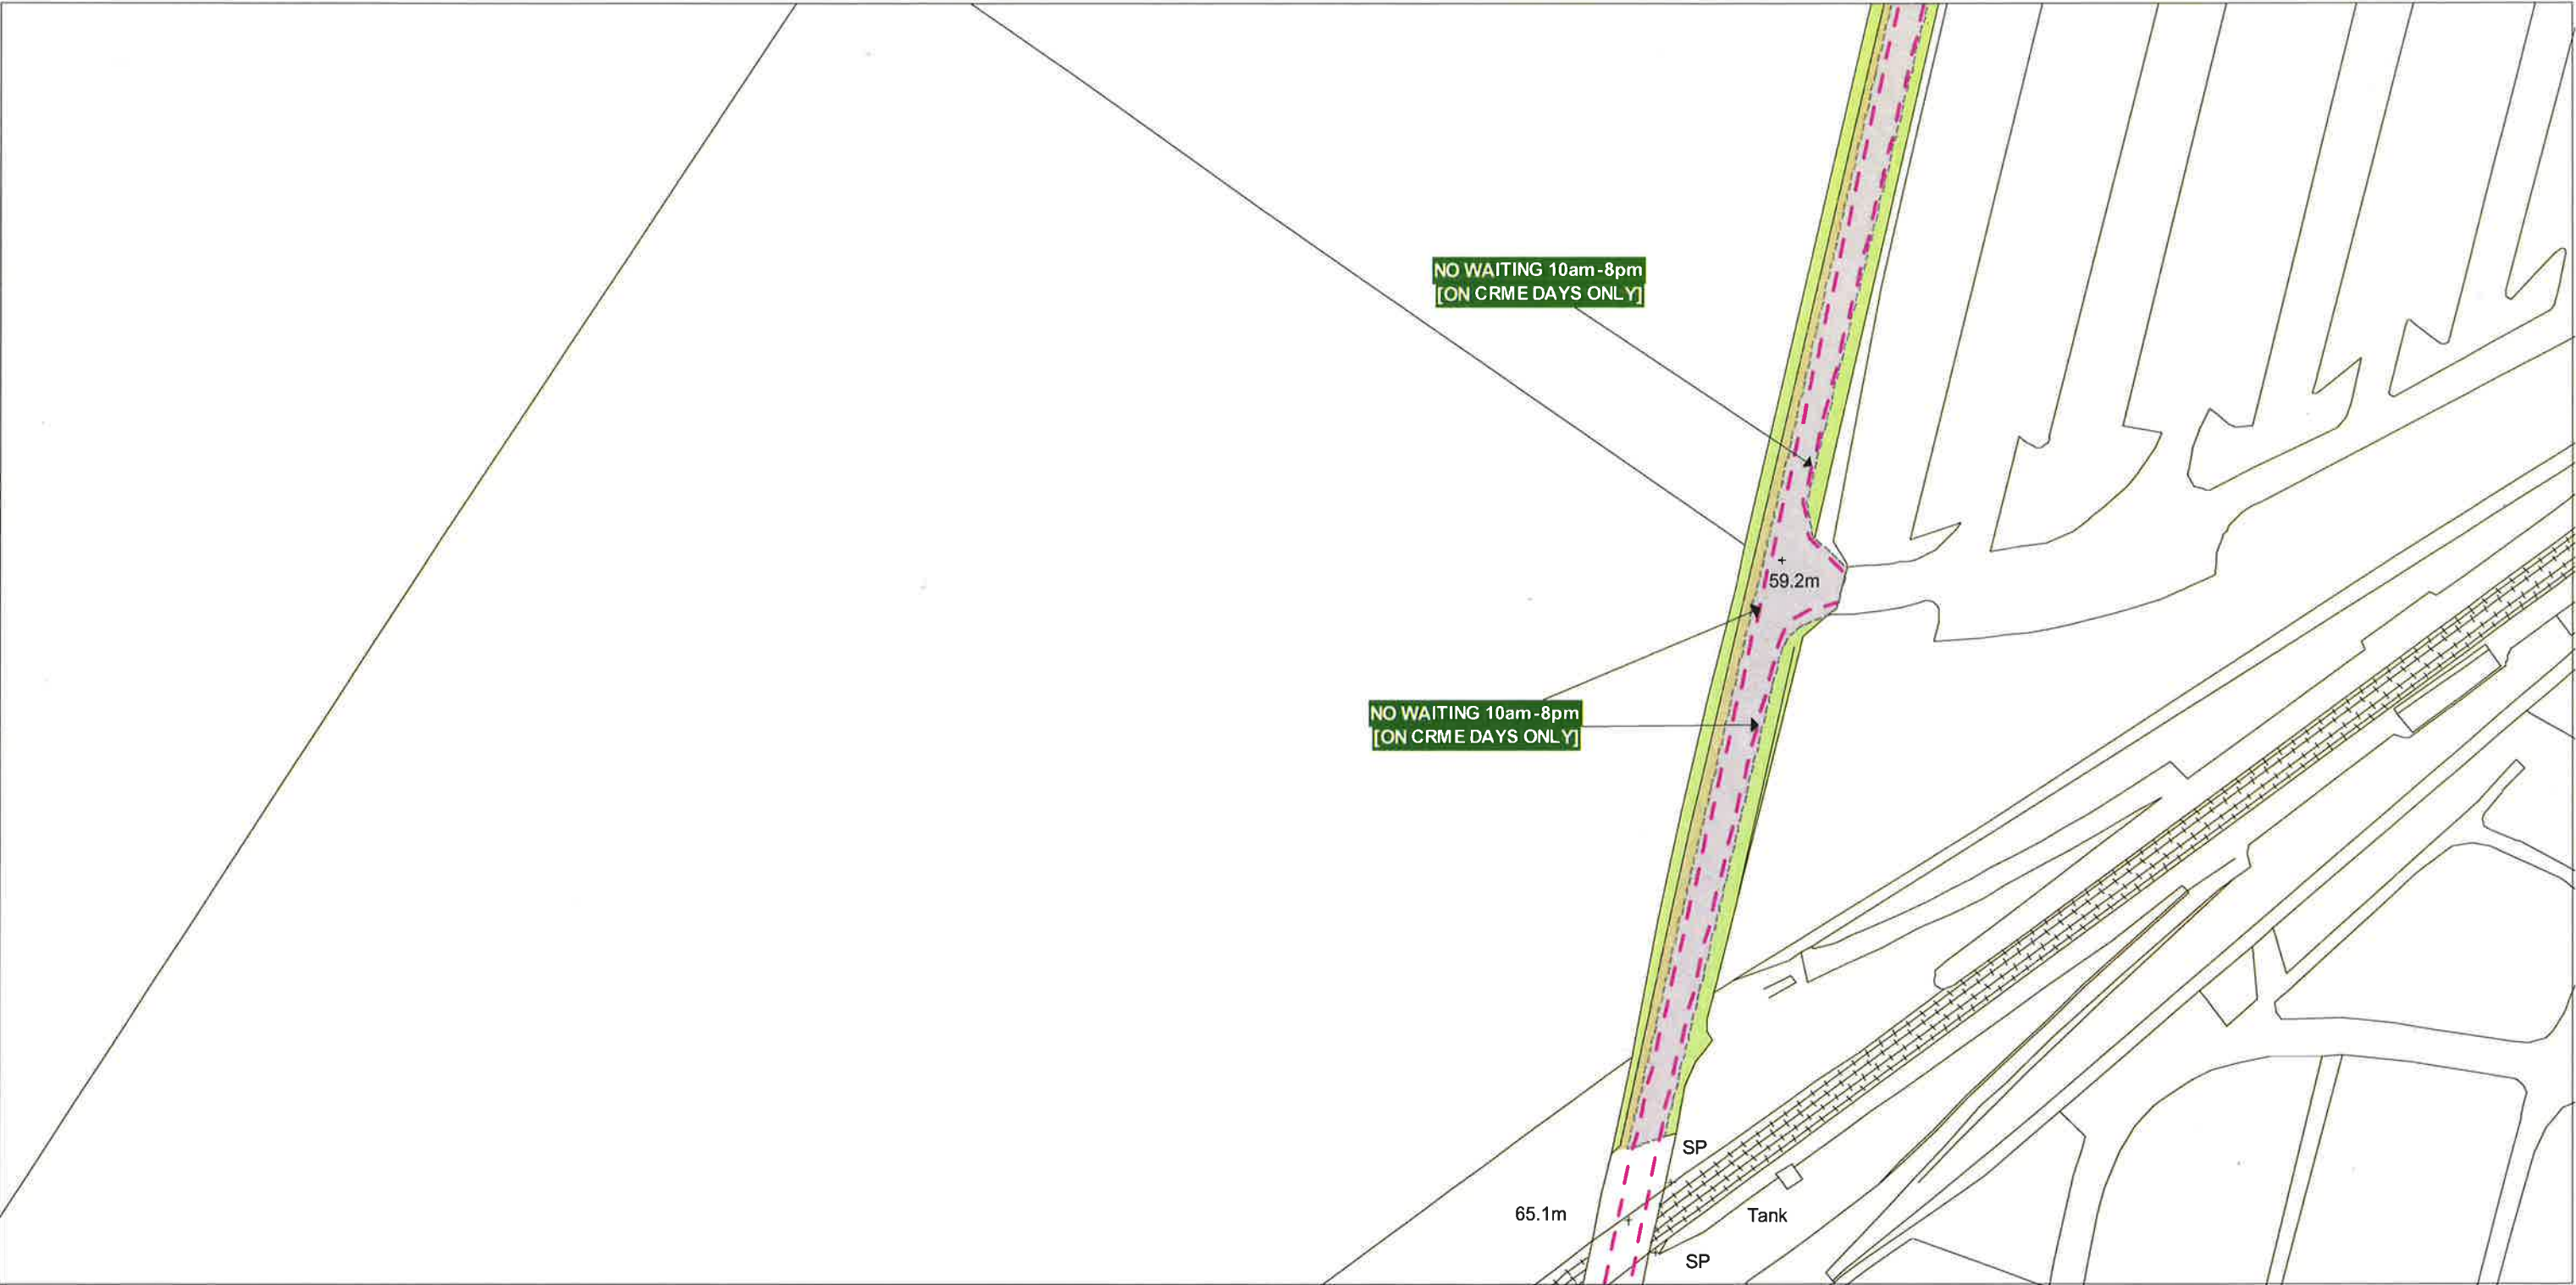 NO WAITING 10am-8pm
[ON CRME DAYS ONLY]
59.2m
NO WAITING 10am-8pm
[ON CRME DAYS ONLY]
SP
65.1m
Tank
SP